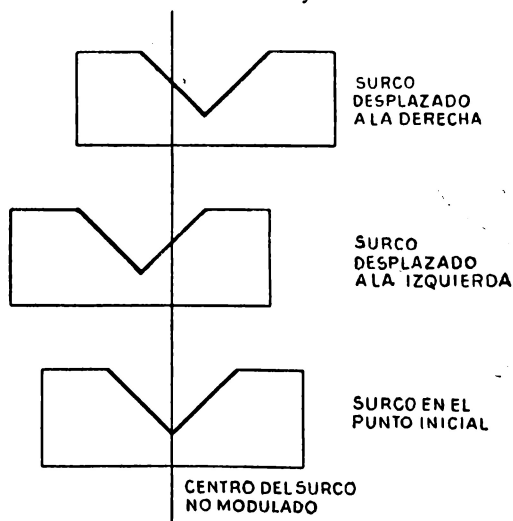 SURCO
DESPLAZADO
A LA DERECHA
SURCO
DESPLAZADO
A LA IZQUIERDA
SURCO EN EL
PUNTO INICIAL
CENTRO DEL SURCO
NO MODULADO